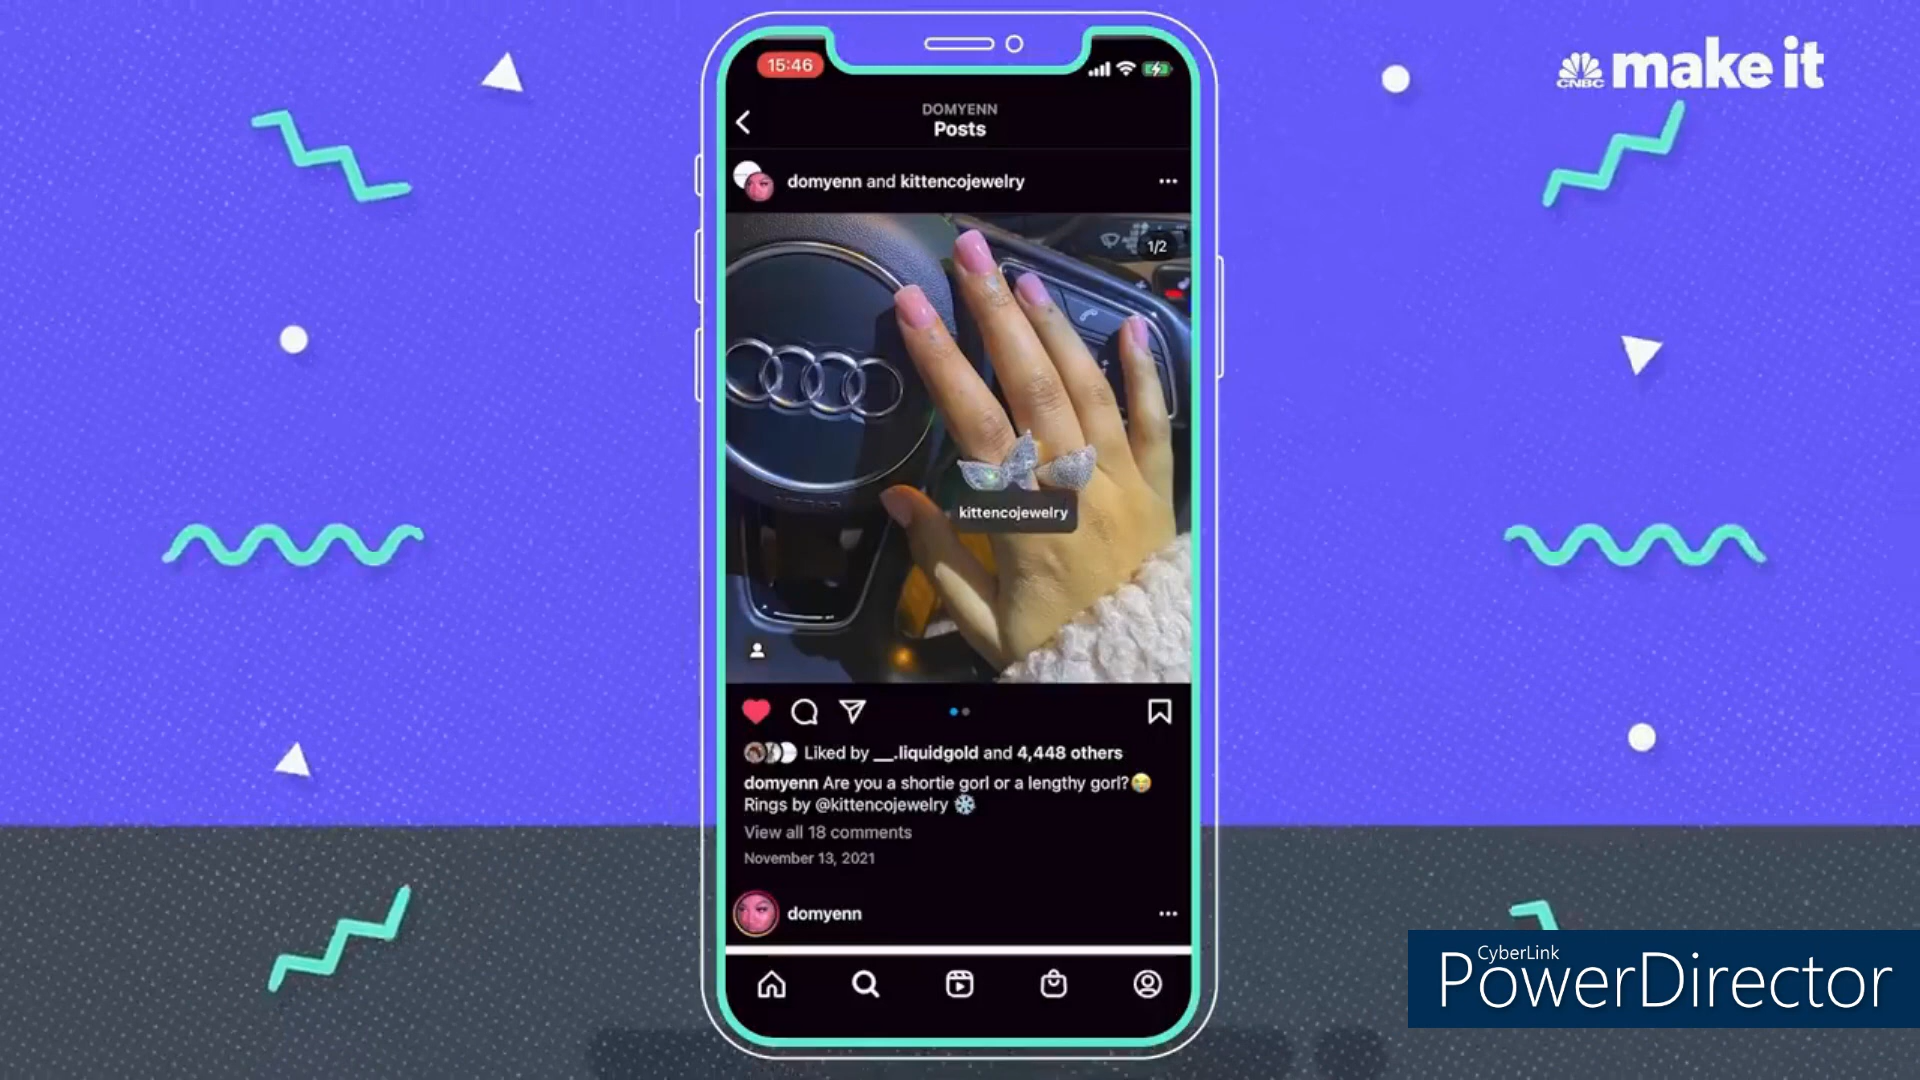 15:46
CNBC make it
DOMYENN
Posts
domyenn and kittencojewelry
1/2
kittencojewelry
Liked by __.liquidgold and 4,448 others
domyenn Are you a shortie gorl or a lengthy gorl?😭
Rings by @kittencojewelry ❄️
View all 18 comments
November 13, 2021
domyenn
CyberLink
PowerDirector